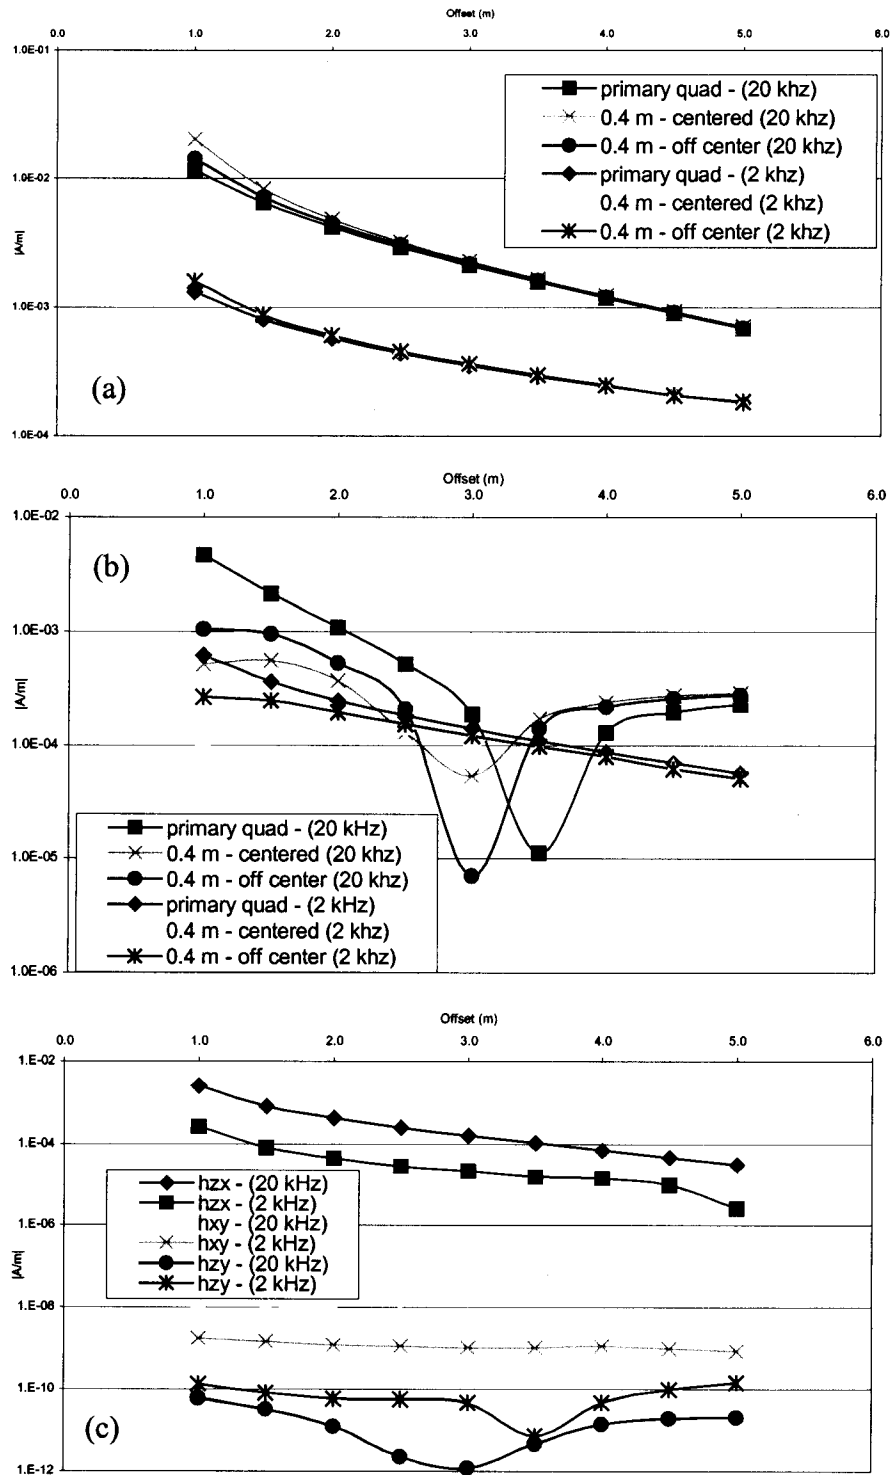 Offset (m)
0.0 1.0 2.0 3.0 4.0 5.0 6.0
1.0E-01
1.0E-02
1.0E-03
1.0E-04
|A/m|
primary quad - (20 khz)
0.4 m - centered (20 khz)
0.4 m - off center (20 khz)
primary quad - (2 khz)
0.4 m - centered (2 khz)
0.4 m - off center (2 khz)
(a)
Offset (m)
0.0 1.0 2.0 3.0 4.0 5.0 6.0
1.0E-02
1.0E-03
1.0E-04
1.0E-05
1.0E-06
|A/m|
(b)
primary quad - (20 kHz)
0.4 m - centered (20 khz)
0.4 m - off center (20 khz)
primary quad - (2 kHz)
0.4 m - centered (2 khz)
0.4 m - off center (2 khz)
Offset (m)
0.0 1.0 2.0 3.0 4.0 5.0 6.0
1.E-02
1.E-04
1.E-06
1.E-08
1.E-10
1.E-12
|A/m|
hzx - (20 kHz)
hzx - (2 kHz)
hxy - (20 kHz)
hxy - (2 kHz)
hzy - (20 kHz)
hzy - (2 kHz)
(c)